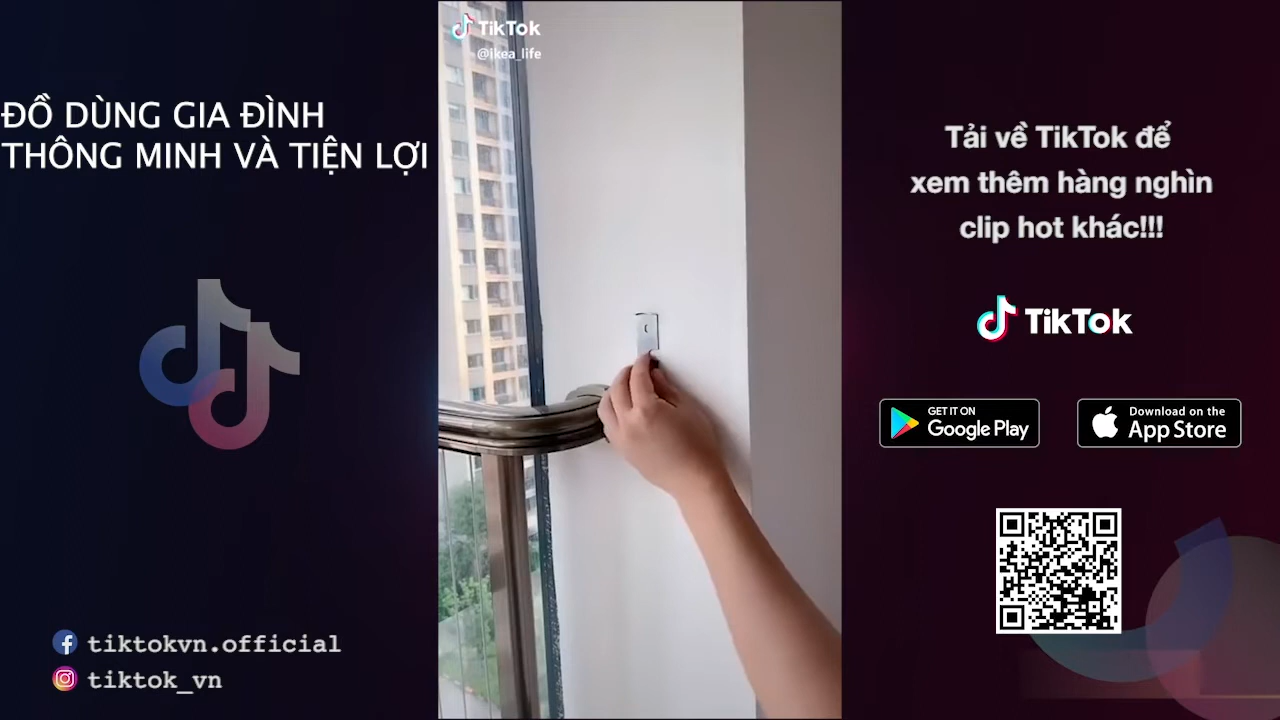 ĐỒ DÙNG GIA ĐÌNH
THÔNG MINH VÀ TIỆN LỢI
tiktokvn.official
tiktok_vn
TikTok
@ikea_life
Tải về TikTok để
xem thêm hàng nghìn
clip hot khác!!!
TikTok
GET IT ON
Google Play
Download on the
App Store